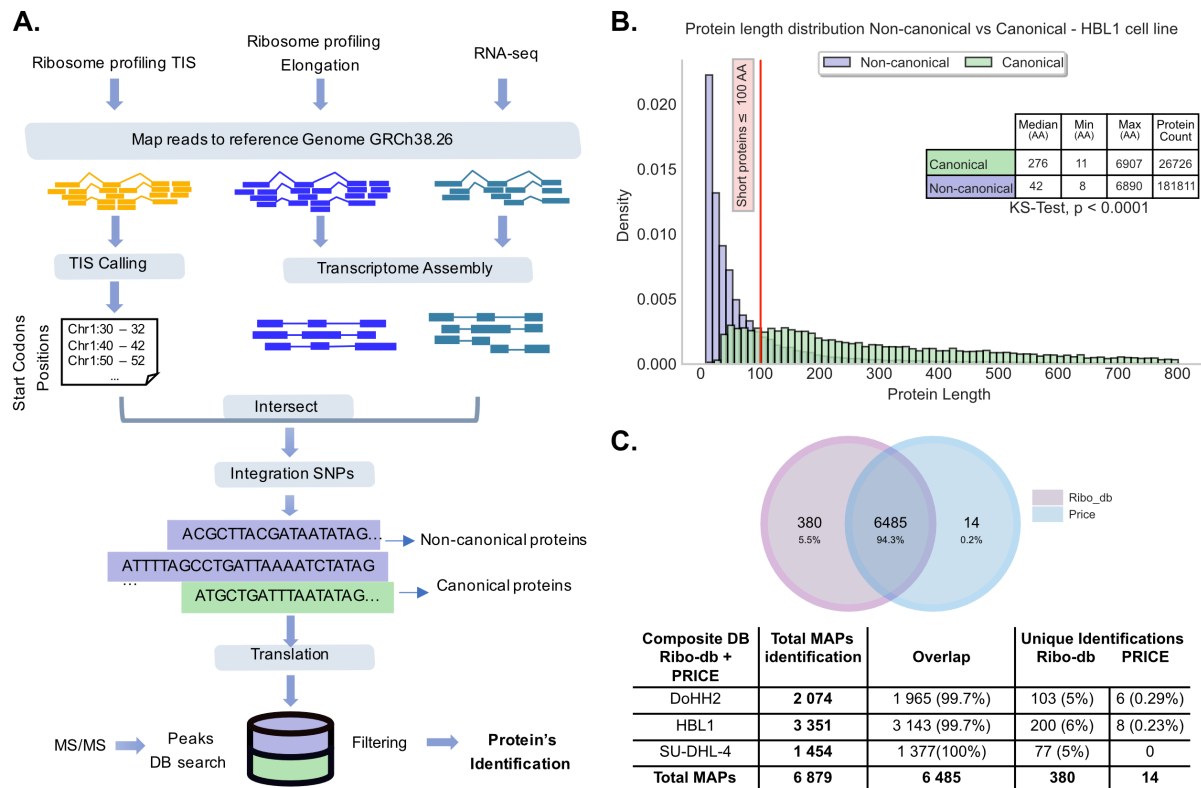 A.
Ribosome profiling TIS
Ribosome profiling
Elongation
RNA-seq
Map reads to reference Genome GRCh38.26
TIS Calling
Transcriptome Assembly
Start Codons
Positions
Chr1:30 – 32
Chr1:40 – 42
Chr1:50 – 52
...
Intersect
Integration SNPs
ACGCTTACGATAATATAG...
Non-canonical proteins
ATTTTAGCCTGATTAAAATCTATAG
...
Canonical proteins
ATGCTGATTTAATATAG...
Translation
MS/MS
Peaks
DB search
Filtering
Protein's
Identification
B.
Protein length distribution Non-canonical vs Canonical - HBL1 cell line
Non-canonical Canonical
Short proteins ≤ 100 AA
Density
0.020
0.015
0.010
0.005
0.000
0 100 200 300 400 500 600 700 800
Protein Length
Median (AA) Min (AA) Max (AA) Protein Count
Canonical 276 11 6907 26726
Non-canonical 42 8 6890 181811
KS-Test, p < 0.0001
C.
380 6485 14
5.5% 94.3% 0.2%
Ribo_db
Price
Composite DB Total MAPs Unique Identifications
Ribo-db + identification Overlap Ribo-db PRICE
PRICE
DoHH2 2 074 1 965 (99.7%) 103 (5%) 6 (0.29%)
HBL1 3 351 3 143 (99.7%) 200 (6%) 8 (0.23%)
SU-DHL-4 1 454 1 377(100%) 77 (5%) 0
Total MAPs 6 879 6 485 380 14